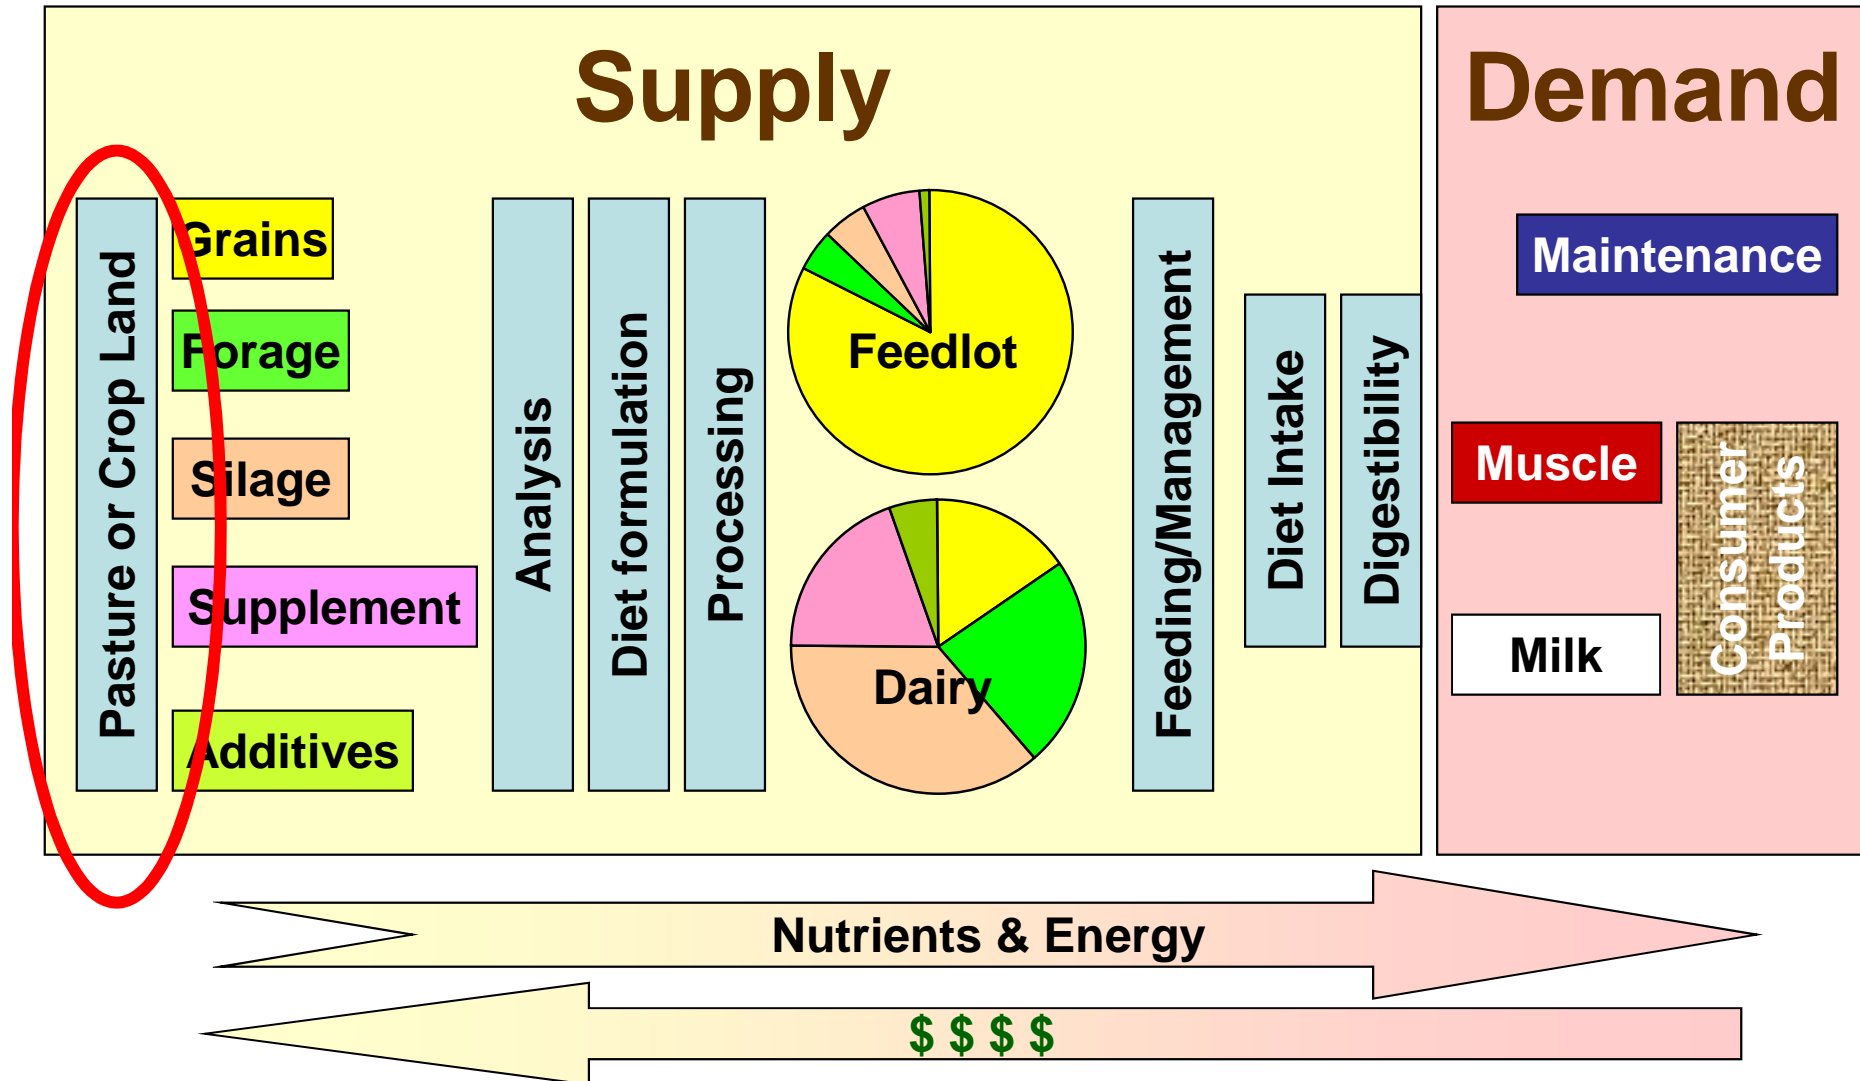 Supply
Demand
Pasture or Crop Land
Grains
Forage
Silage
Supplement
Additives
Analysis
Diet formulation
Processing
Feedlot
Dairy
Feeding/Management
Diet Intake
Digestibility
Maintenance
Muscle
Milk
Consumer
Products
Nutrients & Energy
$ $ $ $